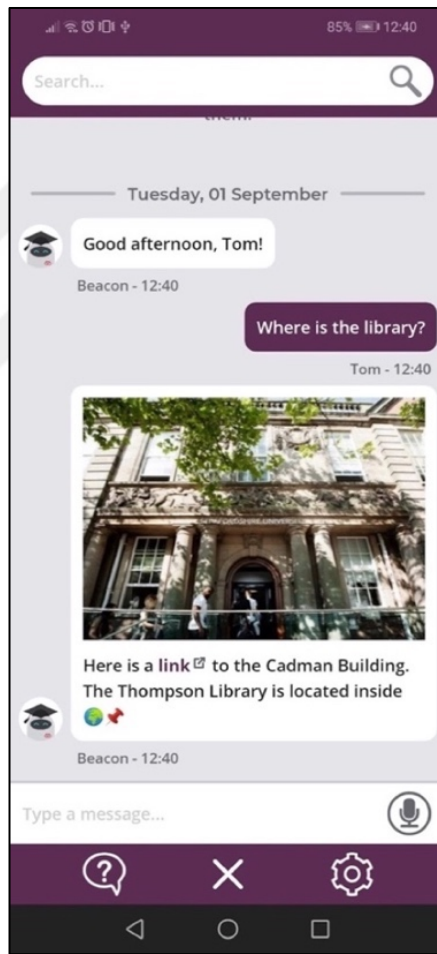 85% 12:40
Search...
them.
Tuesday, 01 September
Good afternoon, Tom!
Beacon - 12:40
Where is the library?
Tom - 12:40
Here is a link to the Cadman Building.
The Thompson Library is located inside
Beacon - 12:40
Type a message...